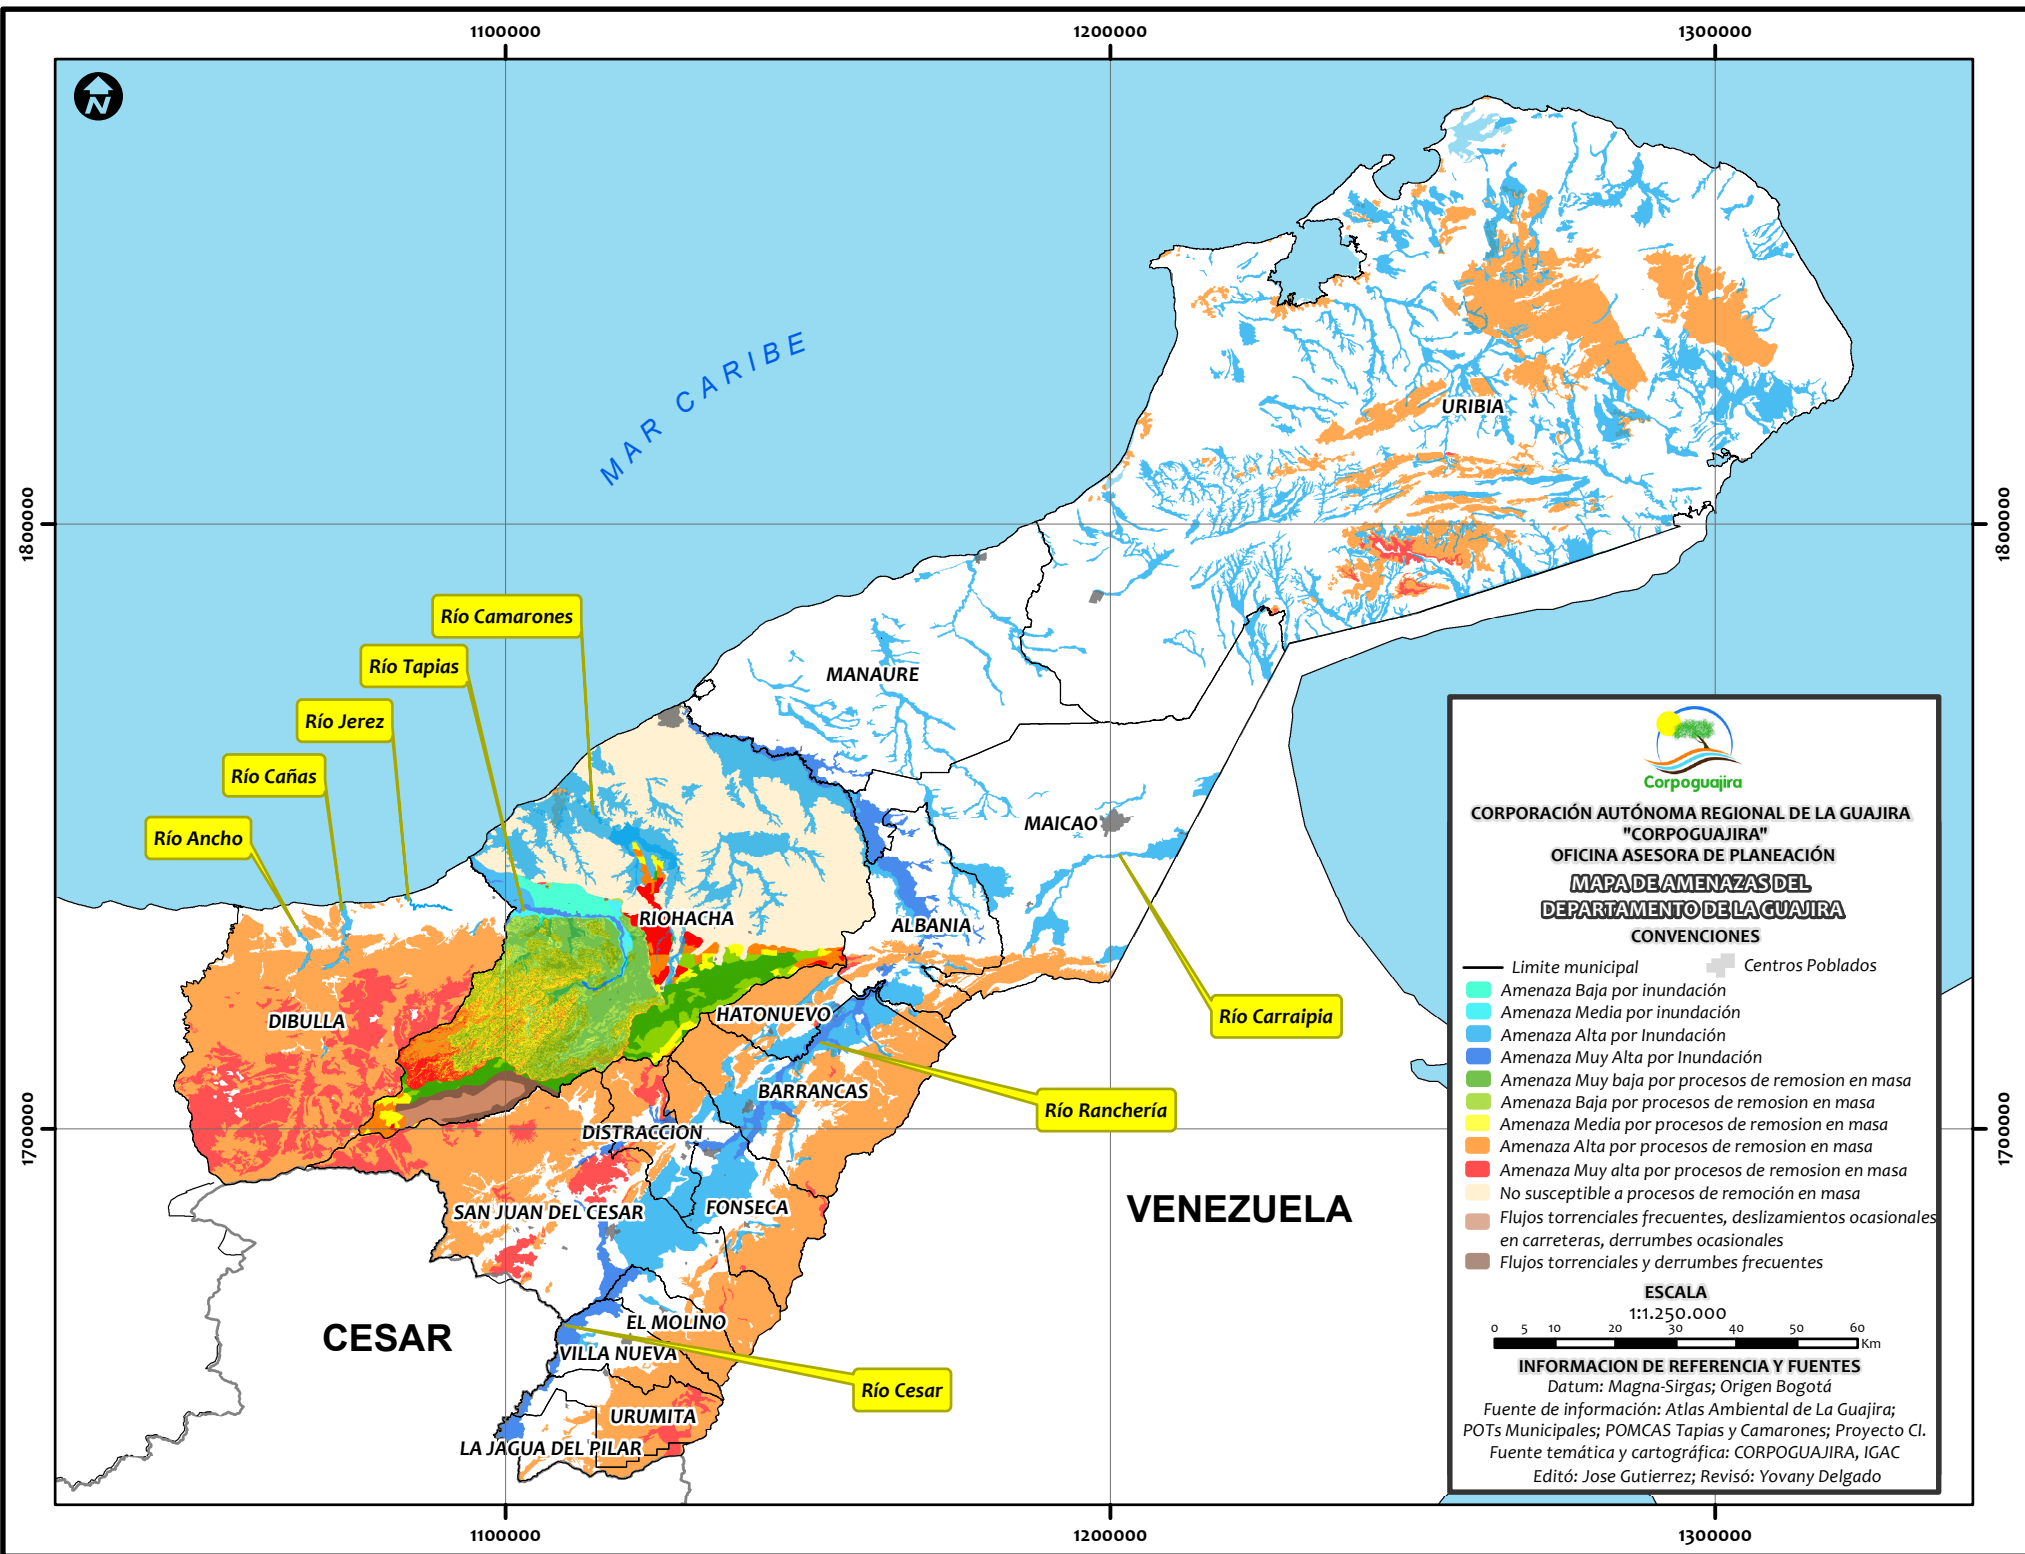 1100000
1200000
1300000
N
MAR CARIBE
URIBIA
1800000
1800000
Río Camarones
Río Tapias
Río Jerez
Río Cañas
Río Ancho
MANAURE
MAICAO
RIOHACHA
ALBANIA
DIBULLA
HATONUEVO
Río Carraipia
BARRANCAS
Río Ranchería
1700000
1700000
DISTRACCION
SAN JUAN DEL CESAR
FONSECA
VENEZUELA
CESAR
EL MOLINO
VILLA NUEVA
Río Cesar
URUMITA
LA JAGUA DEL PILAR
Corpoguajira
CORPORACIÓN AUTÓNOMA REGIONAL DE LA GUAJIRA
"CORPOGUAJIRA"
OFICINA ASESORA DE PLANEACIÓN
MAPA DE AMENAZAS DEL
DEPARTAMENTO DE LA GUAJIRA
CONVENCIONES
Limite municipal Centros Poblados
Amenaza Baja por inundación
Amenaza Media por inundación
Amenaza Alta por Inundación
Amenaza Muy Alta por Inundación
Amenaza Muy baja por procesos de remosion en masa
Amenaza Baja por procesos de remosion en masa
Amenaza Media por procesos de remosion en masa
Amenaza Alta por procesos de remosion en masa
Amenaza Muy alta por procesos de remosion en masa
No susceptible a procesos de remoción en masa
Flujos torrenciales frecuentes, deslizamientos ocasionales
en carreteras, derrumbes ocasionales
Flujos torrenciales y derrumbes frecuentes
ESCALA
1:1.250.000
0 5 10 20 30 40 50 60
Km
INFORMACION DE REFERENCIA Y FUENTES
Datum: Magna-Sirgas; Origen Bogotá
Fuente de información: Atlas Ambiental de La Guajira;
POTs Municipales; POMCAS Tapias y Camarones; Proyecto CI.
Fuente temática y cartográfica: CORPOGUAJIRA, IGAC
Editó: Jose Gutierrez; Revisó: Yovany Delgado
1100000
1200000
1300000